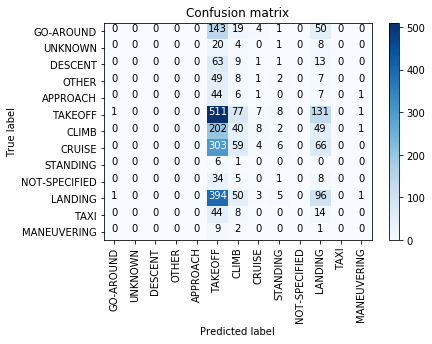 Confusion matrix
True label
GO-AROUND 0 0 0 0 0 143 19 4 1 0 50 0 0
UNKNOWN 0 0 0 0 0 20 4 0 1 0 8 0 0
DESCENT 0 0 0 0 0 63 9 1 1 0 13 0 0
OTHER 0 0 0 0 0 49 8 1 2 0 7 0 0
APPROACH 0 0 0 0 0 44 6 1 0 0 7 0 1
TAKEOFF 1 0 0 0 0 511 77 7 8 0 131 0 1
CLIMB 0 0 0 0 0 202 40 8 2 0 49 0 1
CRUISE 0 0 0 0 0 303 59 4 6 0 66 0 0
STANDING 0 0 0 0 0 6 1 0 0 0 0 0 0
NOT-SPECIFIED 0 0 0 0 0 34 5 0 1 0 8 0 0
LANDING 1 0 0 0 0 394 50 3 5 0 96 0 1
TAXI 0 0 0 0 0 44 8 0 0 0 14 0 0
MANEUVERING 0 0 0 0 0 9 2 0 0 0 1 0 0
GO-AROUND
UNKNOWN
DESCENT
OTHER
APPROACH
TAKEOFF
CLIMB
CRUISE
STANDING
NOT-SPECIFIED
LANDING
TAXI
MANEUVERING
Predicted label
500
400
300
200
100
0